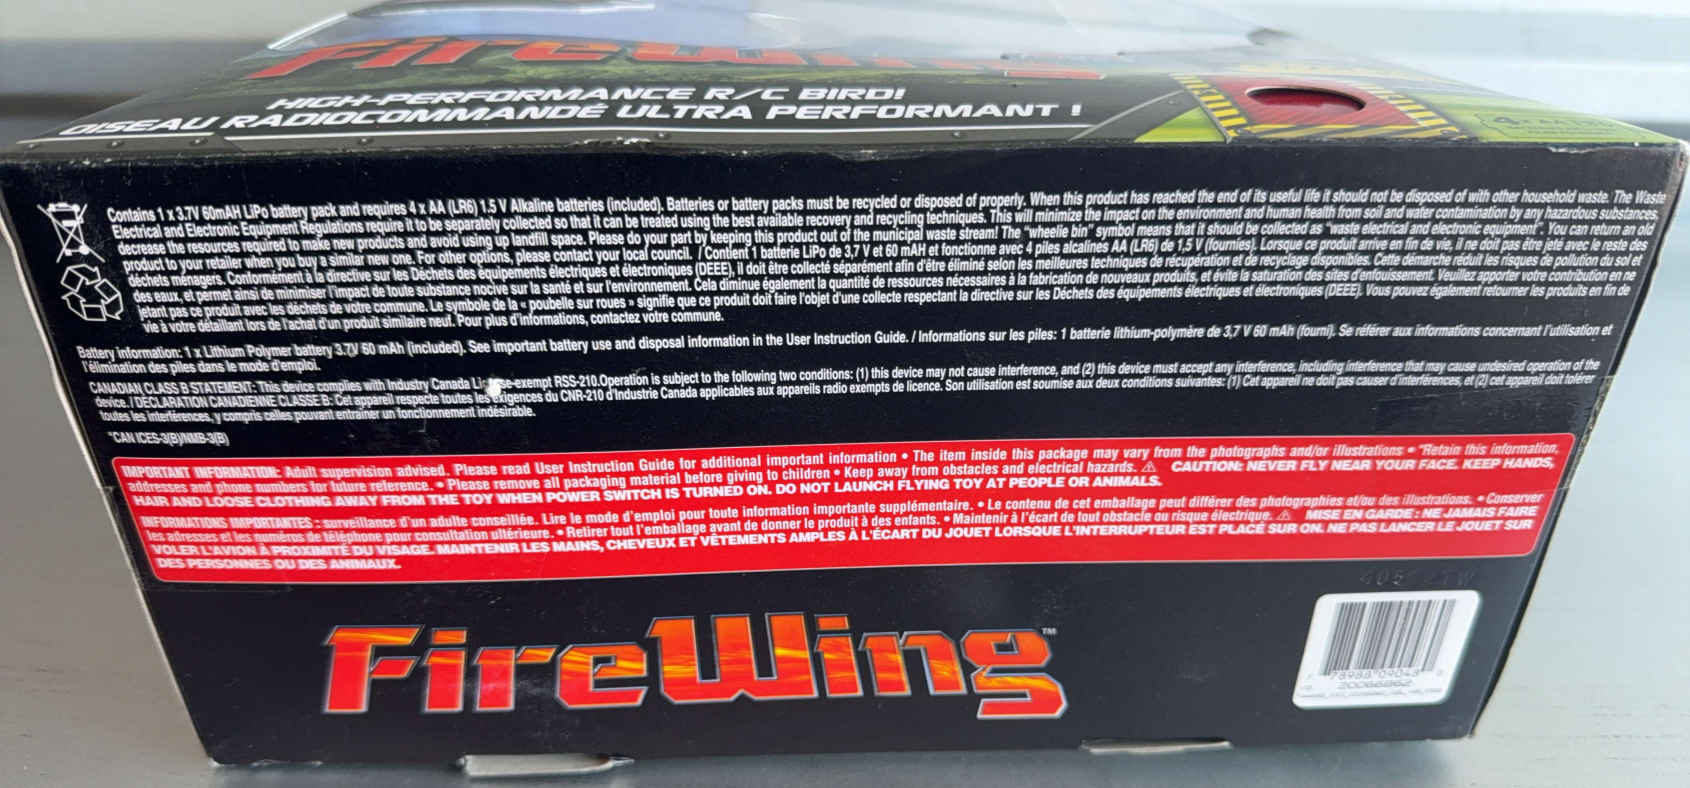 FireWing
HIGH-PERFORMANCE R/C BIRD!
OISEAU RADIOCOMMANDÉ ULTRA PERFORMANT !
Contains 1 x 3.7V 60mAH LiPo battery pack and requires 4 x AA (LR6) 1.5 V Alkaline batteries (included). Batteries or battery packs must be recycled or disposed of properly. When this product has reached the end of its useful life it should not be disposed of with other household waste. The Waste
Electrical and Electronic Equipment Regulations require it to be separately collected so that it can be treated using the best available recovery and recycling techniques. This will minimize the impact on the environment and human health from soil and water contamination by any hazardous substances,
decrease the resources required to make new products and avoid using up landfill space. Please do your part by keeping this product out of the municipal waste stream! The "wheelie bin" symbol means that it should be collected as "waste electrical and electronic equipment". You can return an old
product to your retailer when you buy a similar new one. For other options, please contact your local council. / Contient 1 batterie LiPo de 3,7 V et 60 mAH et fonctionne avec 4 piles alcalines AA (LR6) de 1,5 V (fournies). Lorsque ce produit arrive en fin de vie, il ne doit pas être jeté avec le reste des
déchets ménagers. Conformément à la directive sur les Déchets des équipements électriques et électroniques (DEEE), il doit être collecté séparément afin d'être éliminé selon les meilleures techniques de récupération et de recyclage disponibles. Cette démarche réduit les risques de pollution du sol et
des eaux, et permet ainsi de minimiser l'impact de toute substance nocive sur la santé et sur l'environnement. Cela diminue également la quantité de ressources nécessaires à la fabrication de nouveaux produits, et évite la saturation des sites d'enfouissement. Veuillez apporter votre contribution en ne
jetant pas ce produit avec les déchets de votre commune. Le symbole de la « poubelle sur roues » signifie que ce produit doit faire l'objet d'une collecte respectant la directive sur les Déchets des équipements électriques et électroniques (DEEE). Vous pouvez également retourner les produits en fin de
vie à votre détaillant lors de l'achat d'un produit similaire neuf. Pour plus d'informations, contactez votre commune.
Battery information: 1 x Lithium Polymer battery 3.7V 60 mAh (included). See important battery use and disposal information in the User Instruction Guide. / Informations sur les piles: 1 batterie lithium-polymère de 3,7 V 60 mAh (fourni). Se référer aux informations concernant l'utilisation et
l'élimination des piles dans le mode d'emploi.
CANADIAN CLASS B STATEMENT: This device complies with Industry Canada exempt RSS-210.Operation is subject to the following two conditions: (1) this device may not cause interference, and (2) this device must accept any interference, including interference that may cause undesired operation of the
device. / DÉCLARATION CANADIENNE CLASSE B: Cet appareil respecte toutes les exigences du CNR-210 d'Industrie Canada applicables aux appareils radio exempts de licence. Son utilisation est soumise aux deux conditions suivantes: (1) Cet appareil ne doit pas causer d'interférences, et (2) cet appareil doit tolérer
toutes les interférences, y compris celles pouvant entraîner un fonctionnement indésirable.
*CAN ICES-3(B)/NMB-3(B)
IMPORTANT INFORMATION: Adult supervision advised. Please read User Instruction Guide for additional important information • The item inside this package may vary from the photographs and/or illustrations • *Retain this information,
addresses and phone numbers for future reference. • Please remove all packaging material before giving to children • Keep away from obstacles and electrical hazards. ⚠ CAUTION: NEVER FLY NEAR YOUR FACE. KEEP HANDS,
HAIR AND LOOSE CLOTHING AWAY FROM THE TOY WHEN POWER SWITCH IS TURNED ON. DO NOT LAUNCH FLYING TOY AT PEOPLE OR ANIMALS.
INFORMATIONS IMPORTANTES : surveillance d'un adulte conseillée. Lire le mode d'emploi pour toute information importante supplémentaire. • Le contenu de cet emballage peut différer des photographies et/ou des illustrations. • Conserver
les adresses et les numéros de téléphone pour consultation ultérieure. • Retirer tout l'emballage avant de donner le produit à des enfants. • Maintenir à l'écart de tout obstacle ou risque électrique. ⚠ MISE EN GARDE : NE JAMAIS FAIRE
VOLER L'AVION À PROXIMITÉ DU VISAGE. MAINTENIR LES MAINS, CHEVEUX ET VÊTEMENTS AMPLES À L'ÉCART DU JOUET LORSQUE L'INTERRUPTEUR EST PLACÉ SUR ON. NE PAS LANCER LE JOUET SUR
DES PERSONNES OU DES ANIMAUX.
FireWing™
20066862